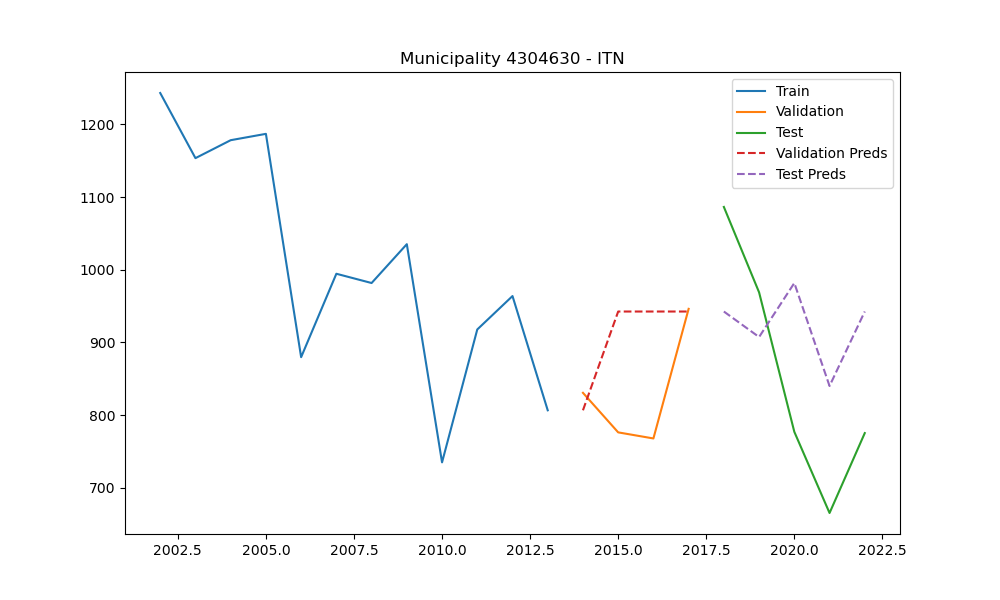 Municipality 4304630 - ITN
Train
Validation
Test
Validation Preds
Test Preds
1200
1100
1000
900
800
700
2002.5 2005.0 2007.5 2010.0 2012.5 2015.0 2017.5 2020.0 2022.5